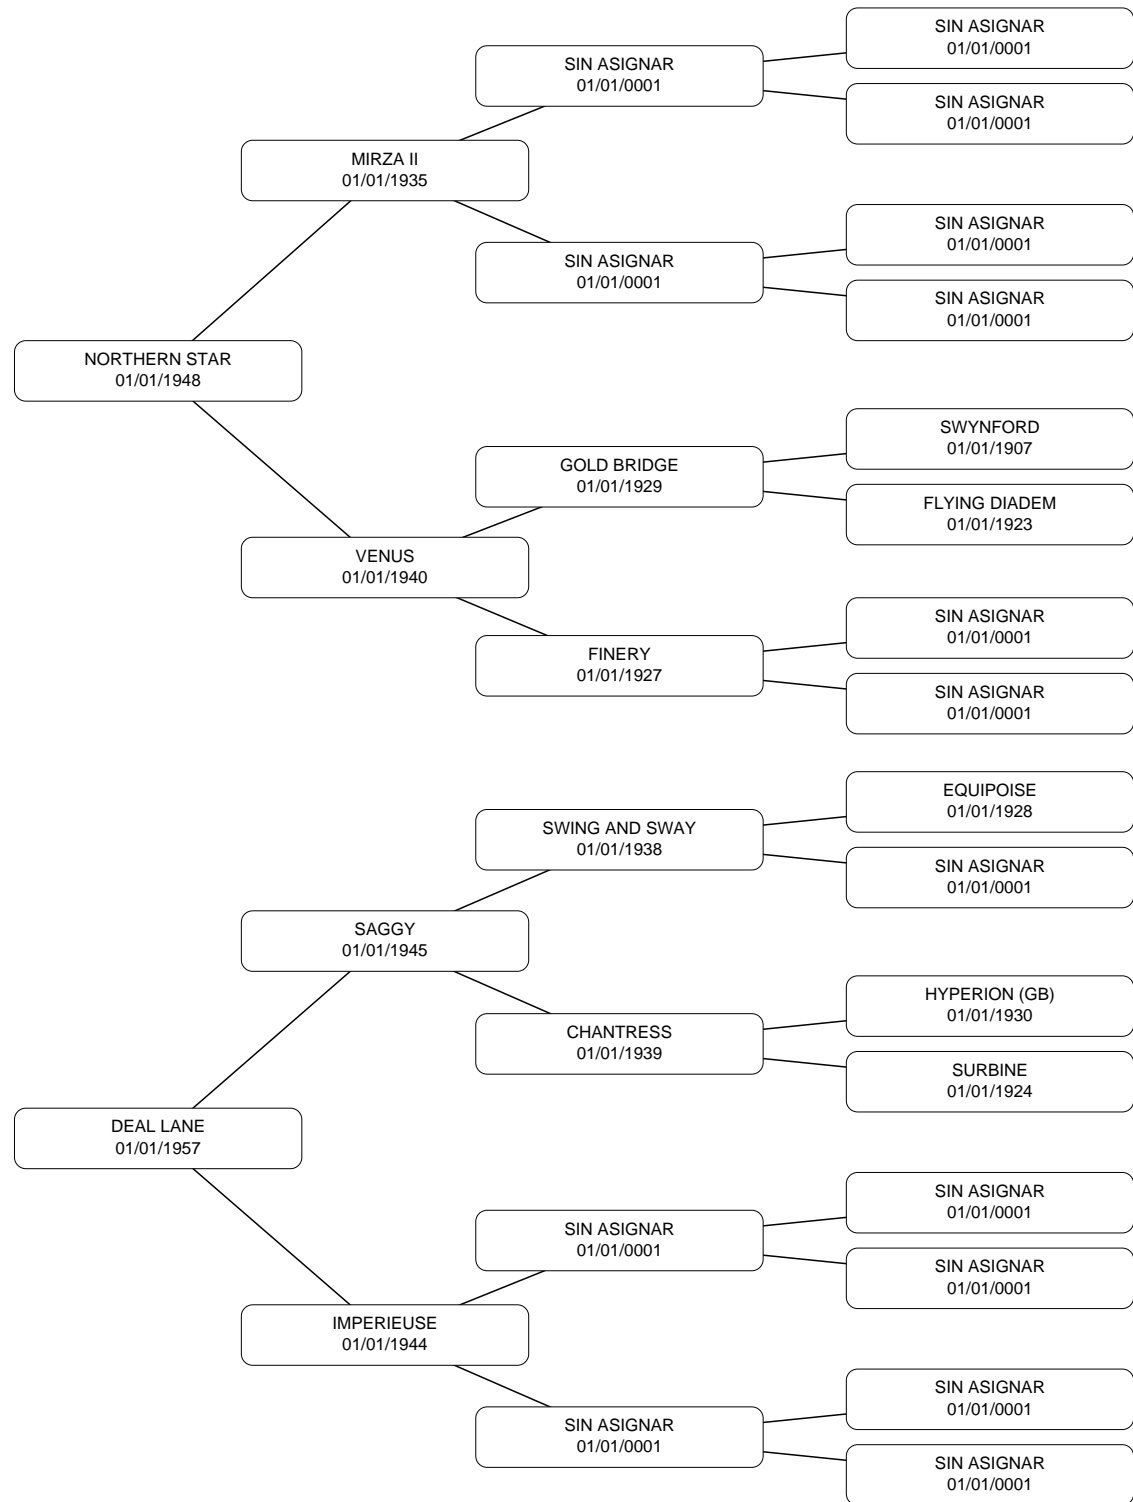 SIN ASIGNAR
01/01/0001
SIN ASIGNAR
01/01/0001
SIN ASIGNAR
01/01/0001
MIRZA II
01/01/1935
SIN ASIGNAR
01/01/0001
SIN ASIGNAR
01/01/0001
SIN ASIGNAR
01/01/0001
NORTHERN STAR
01/01/1948
SWYNFORD
01/01/1907
GOLD BRIDGE
01/01/1929
FLYING DIADEM
01/01/1923
VENUS
01/01/1940
SIN ASIGNAR
01/01/0001
FINERY
01/01/1927
SIN ASIGNAR
01/01/0001
EQUIPOISE
01/01/1928
SWING AND SWAY
01/01/1938
SIN ASIGNAR
01/01/0001
SAGGY
01/01/1945
HYPERION (GB)
01/01/1930
CHANTRESS
01/01/1939
SURBINE
01/01/1924
DEAL LANE
01/01/1957
SIN ASIGNAR
01/01/0001
SIN ASIGNAR
01/01/0001
SIN ASIGNAR
01/01/0001
IMPERIEUSE
01/01/1944
SIN ASIGNAR
01/01/0001
SIN ASIGNAR
01/01/0001
SIN ASIGNAR
01/01/0001